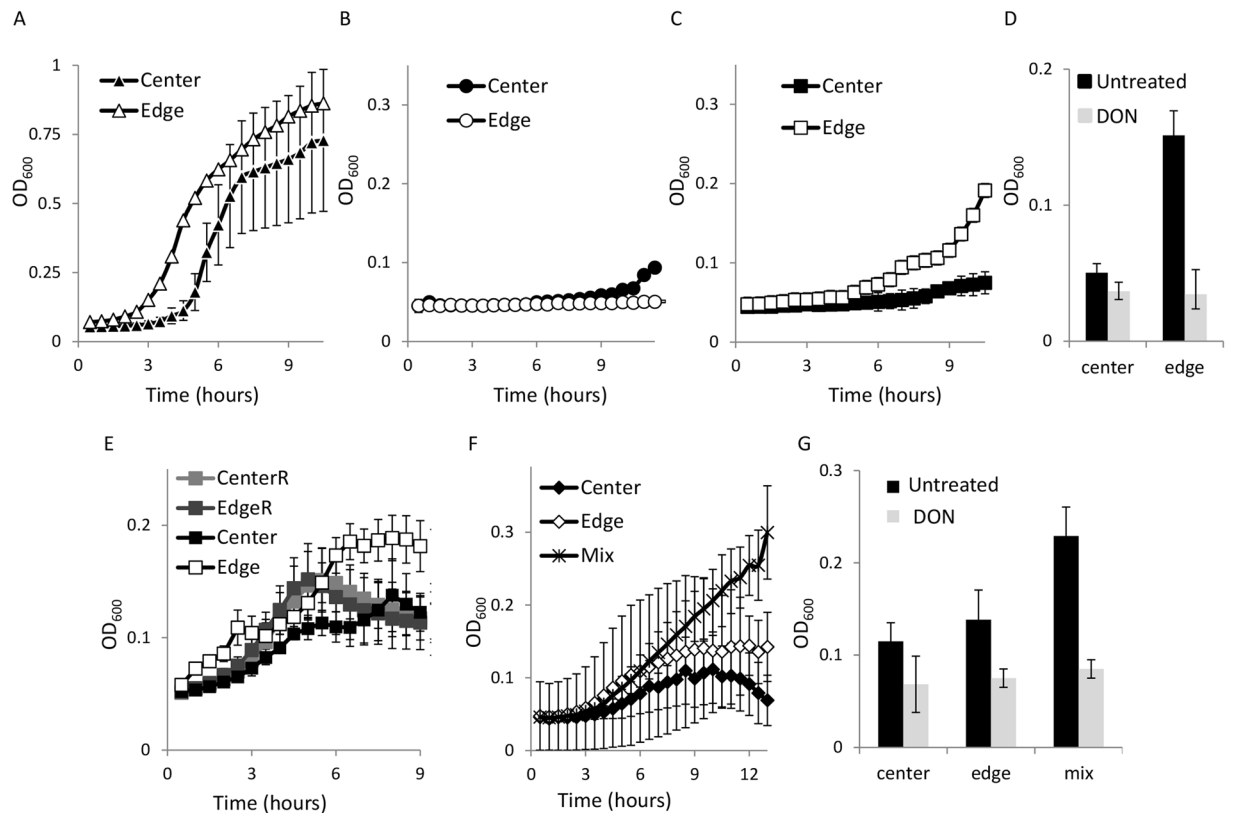 A
B
C
D
Center
Edge
OD600
1
0.75
0.5
0.25
0
0
3
6
9
Time (hours)
Center
Edge
OD600
0.3
0.2
0.1
0
0
3
6
9
Time (hours)
Center
Edge
OD600
0.3
0.2
0.1
0
0
3
6
9
Time (hours)
Untreated
DON
OD600
0.2
0.1
0
center
edge
E
F
G
CenterR
EdgeR
Center
Edge
OD600
0.2
0.1
0
0
3
6
9
Time (hours)
Center
Edge
Mix
OD600
0.3
0.2
0.1
0
0
3
6
9
12
Time (hours)
Untreated
DON
OD600
0.3
0.2
0.1
0
center
edge
mix